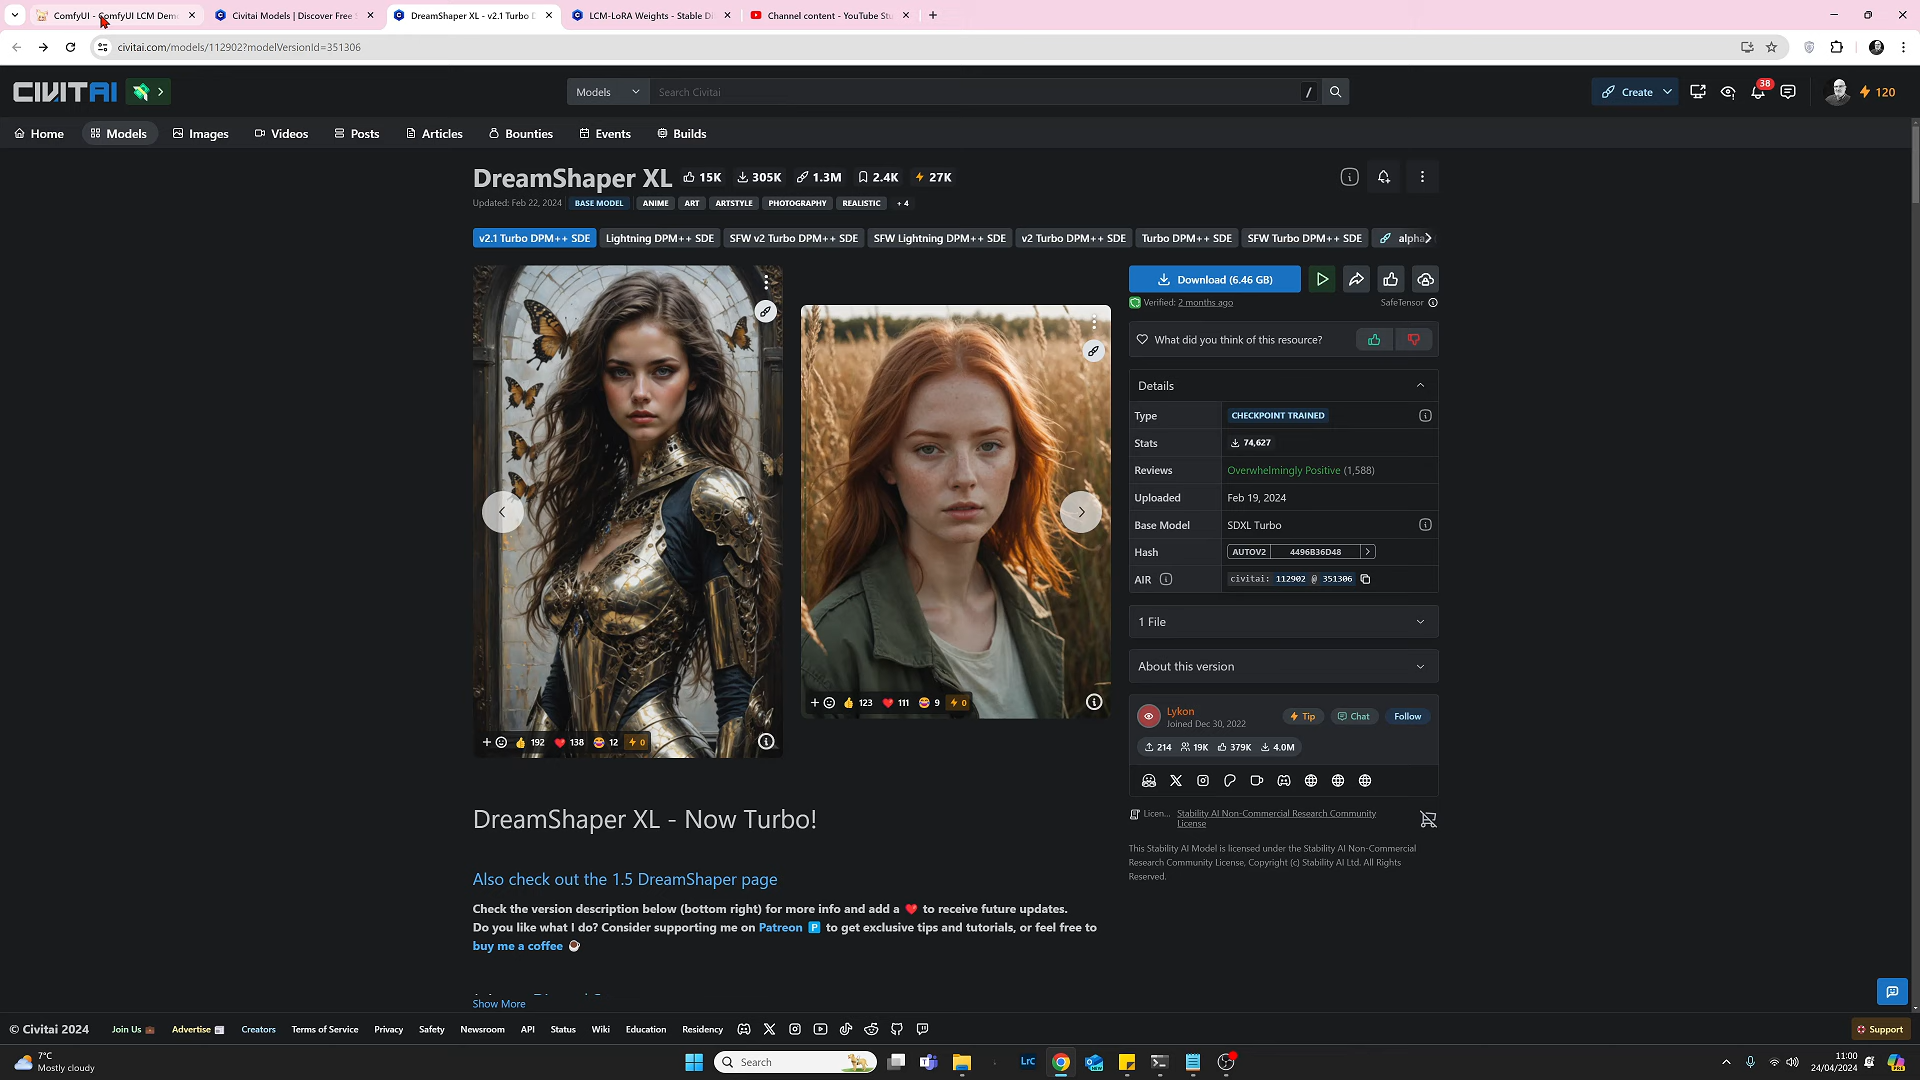 ComfyUI - ComfyUI LCM Demo
Civitai Models | Discover Free S
DreamShaper XL - v2.1 Turbo D
LCM-LoRA Weights - Stable Di
Channel content - YouTube Stu
civitai.com/models/112902?modelVersionId=351306
CIVITAI
Models
Search Civitai
/
Create
38
120
Home
Models
Images
Videos
Posts
Articles
Bounties
Events
Builds
DreamShaper XL
15K
305K
1.3M
2.4K
27K
Updated: Feb 22, 2024
BASE MODEL
ANIME
ART
ARTSTYLE
PHOTOGRAPHY
REALISTIC
+ 4
v2.1 Turbo DPM++ SDE
Lightning DPM++ SDE
SFW v2 Turbo DPM++ SDE
SFW Lightning DPM++ SDE
v2 Turbo DPM++ SDE
Turbo DPM++ SDE
SFW Turbo DPM++ SDE
alpha
Download (6.46 GB)
Verified: 2 months ago
SafeTensor
What did you think of this resource?
Details
Type
CHECKPOINT TRAINED
Stats
74,627
Reviews
Overwhelmingly Positive (1,588)
Uploaded
Feb 19, 2024
Base Model
SDXL Turbo
Hash
AUTOV2
4496B36D48
AIR
civitai: 112902 @ 351306
1 File
About this version
Lykon
Joined Dec 30, 2022
Tip
Chat
Follow
214
19K
379K
4.0M
Licen...
Stability AI Non-Commercial Research Community
License
This Stability AI Model is licensed under the Stability AI Non-Commercial
Research Community License, Copyright (c) Stability AI Ltd. All Rights
Reserved.
192
138
12
0
123
111
9
0
DreamShaper XL - Now Turbo!
Also check out the 1.5 DreamShaper page
Check the version description below (bottom right) for more info and add a ❤️ to receive future updates.
Do you like what I do? Consider supporting me on Patreon 🅿️ to get exclusive tips and tutorials, or feel free to
buy me a coffee ☕
Show More
© Civitai 2024
Join Us
Advertise
Creators
Terms of Service
Privacy
Safety
Newsroom
API
Status
Wiki
Education
Residency
Support
7°C
Mostly cloudy
Search
LrC
11:00
24/04/2024